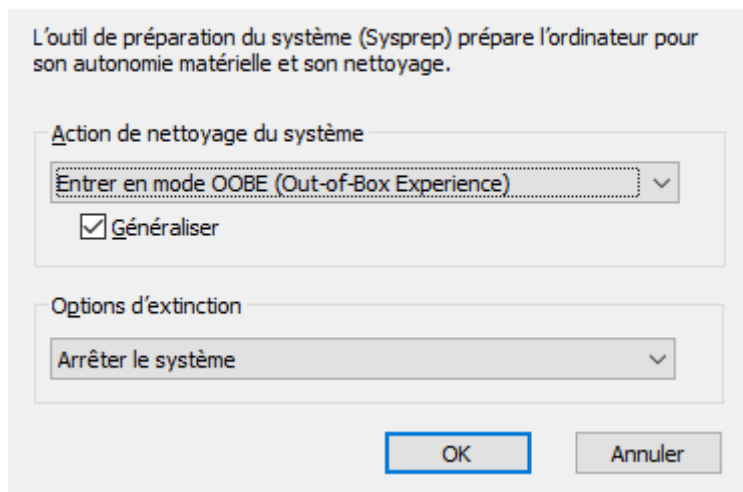 L’outil de préparation du système (Sysprep) prépare l’ordinateur pour
son autonomie matérielle et son nettoyage.
Action de nettoyage du système
Entrer en mode OOBE (Out-of-Box Experience)
Généraliser
Options d’extinction
Arrêter le système
OK
Annuler